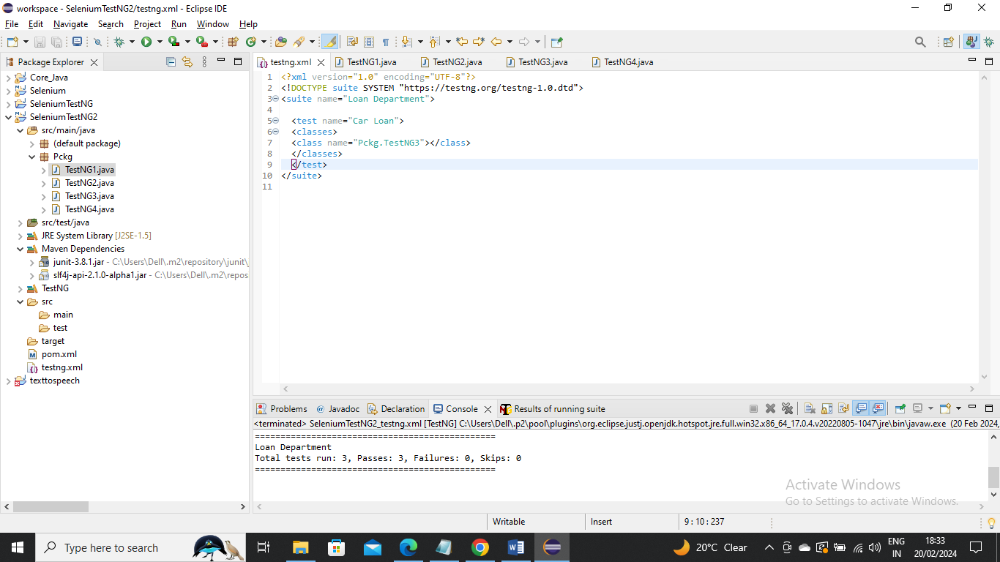 workspace - SeleniumTestNG2/testng.xml - Eclipse IDE
File Edit Navigate Search Project Run Window Help
Package Explorer
Core_Java
Selenium
SeleniumTestNG
SeleniumTestNG2
src/main/java
(default package)
Pckg
TestNG1.java
TestNG2.java
TestNG3.java
TestNG4.java
src/test/java
JRE System Library [J2SE-1.5]
Maven Dependencies
junit-3.8.1.jar - C:\Users\Dell\.m2\repository\junit\
slf4j-api-2.1.0-alpha1.jar - C:\Users\Dell\.m2\repos
TestNG
src
main
test
target
pom.xml
testng.xml
texttospeech
testng.xml TestNG1.java TestNG2.java TestNG3.java TestNG4.java
1 <?xml version="1.0" encoding="UTF-8"?>
2 <!DOCTYPE suite SYSTEM "https://testng.org/testng-1.0.dtd">
3 <suite name="Loan Department">
4
5 <test name="Car Loan">
6 <classes>
7 <class name="Pckg.TestNG3"></class>
8 </classes>
9 </test>
10 </suite>
11
Problems @ Javadoc Declaration Console Results of running suite
<terminated> SeleniumTestNG2_testng.xml [TestNG] C:\Users\Dell\.p2\pool\plugins\org.eclipse.justj.openjdk.hotspot.jre.full.win32.x86_64_17.0.4.v20220805-1047\jre\bin\javaw.exe (20 Feb 2024,
===============================================
Loan Department
Total tests run: 3, Passes: 3, Failures: 0, Skips: 0
===============================================
Activate Windows
Go to Settings to activate Windows.
Writable Insert 9 : 10 : 237
Type here to search
20°C Clear
ENG
IN
18:33
20/02/2024